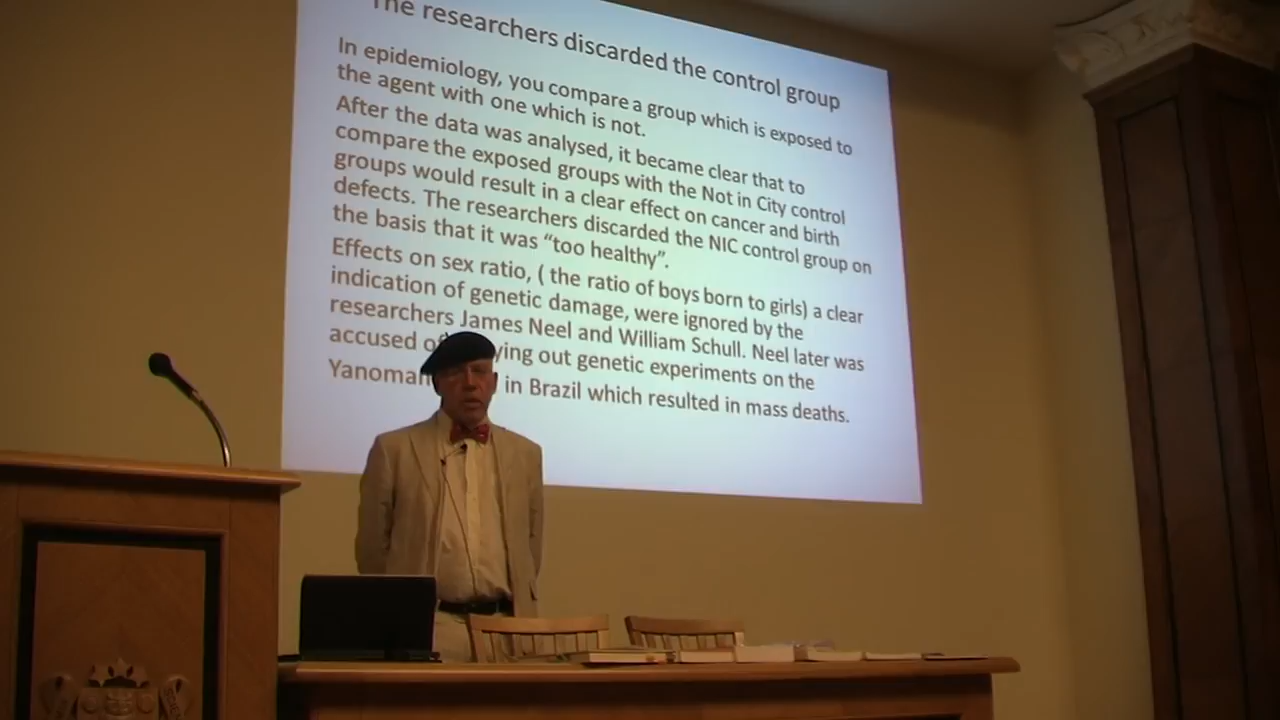 The researchers discarded the control group
In epidemiology, you compare a group which is exposed to
the agent with one which is not.
After the data was analysed, it became clear that to
compare the exposed groups with the Not in City control
groups would result in a clear effect on cancer and birth
defects. The researchers discarded the NIC control group on
the basis that it was “too healthy”.
Effects on sex ratio, ( the ratio of boys born to girls) a clear
indication of genetic damage, were ignored by the
researchers James Neel and William Schull. Neel later was
accused ying out genetic experiments on the
Yanomam in Brazil which resulted in mass deaths.